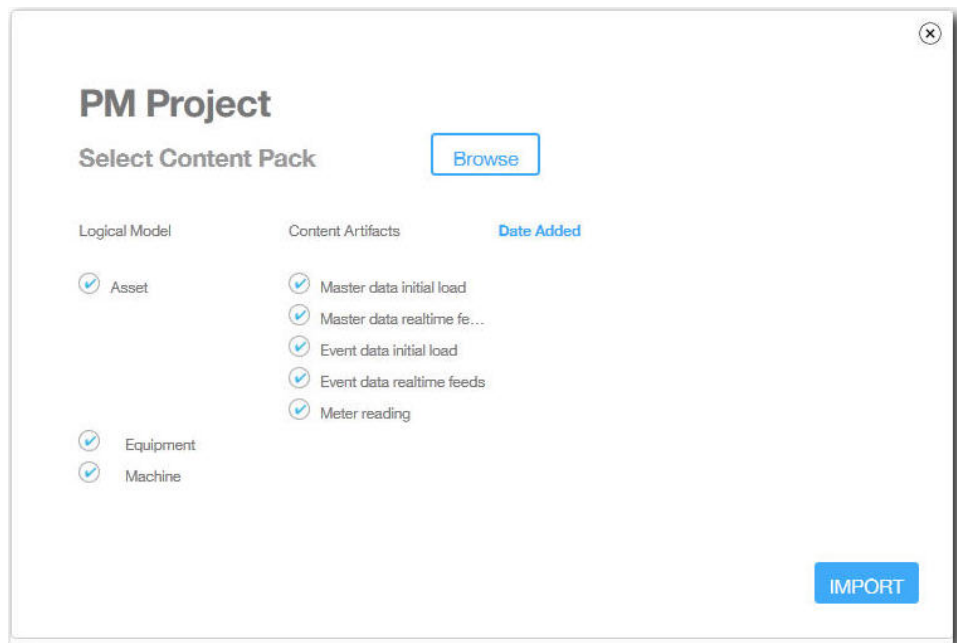 PM Project
Select Content Pack Browse
Logical Model Content Artifacts Date Added
Asset Master data initial load
Master data realtime fe...
Event data initial load
Event data realtime feeds
Meter reading
Equipment
Machine
IMPORT